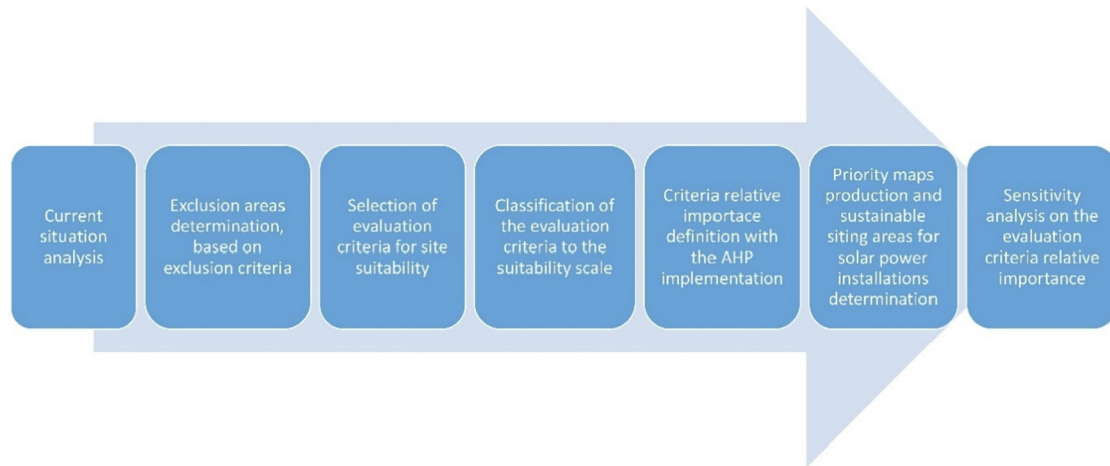 Current
situation
analysis
Exclusion areas
determination,
based on
exclusion criteria
Selection of
evaluation
criteria for site
suitability
Classification of
the evaluation
criteria to the
suitability scale
Criteria relative
importace
definition with
the AHP
implementation
Priority maps
production and
sustainable
siting areas for
solar power
installations
determination
Sensitivity
analysis on the
evaluation
criteria relative
importance